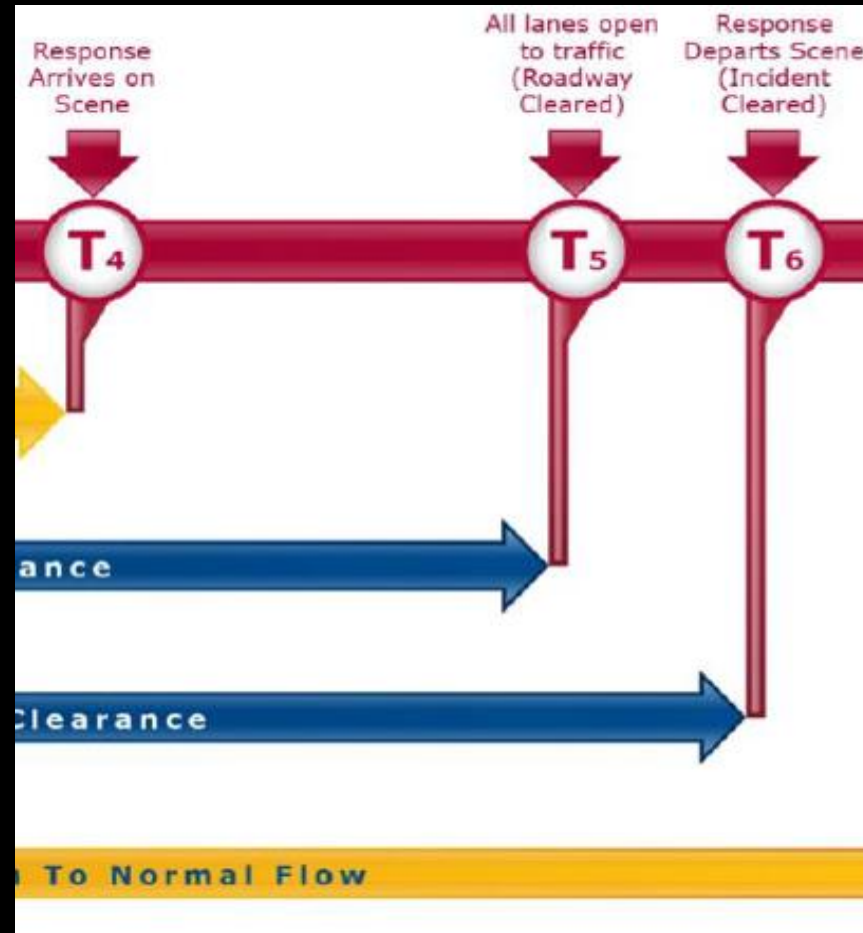 Response
Arrives on
Scene
All lanes open
to traffic
(Roadway
Cleared)
Response
Departs Scene
(Incident
Cleared)
T4
T5
T6
ance
Clearance
To Normal Flow